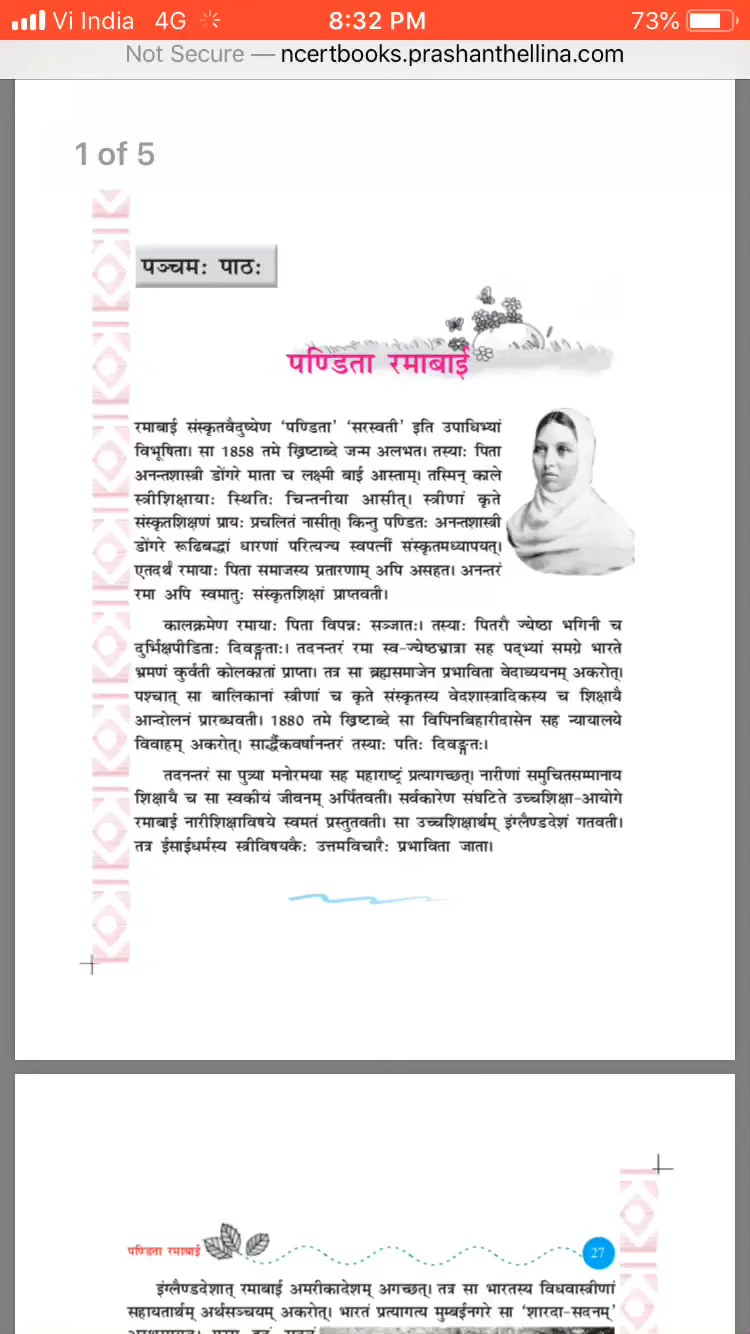 Vi India 4G 8:32 PM 73%
Not Secure — ncertbooks.prashanthellina.com
1 of 5
पञ्चमः पाठः
पण्डिता रमाबाई
रमाबाई संस्कृतवैदुष्येण ‘पण्डिता’ ‘सरस्वती’ इति उपाधिभ्यां
विभूषिता। सा 1858 तमे ख्रिष्टाब्दे जन्म अलभत। तस्याः पिता
अनन्तशास्त्री डोंगरे माता च लक्ष्मी बाई आस्ताम्। तस्मिन् काले
स्त्रीशिक्षायाः स्थितिः चिन्तनीया आसीत्। स्त्रीणां कृते
संस्कृतशिक्षणं प्रायः प्रचलितं नासीत्। किन्तु पण्डितः अनन्तशास्त्री
डोंगरे रूढिबद्धां धारणां परित्यज्य स्वपत्नीं संस्कृतमध्यापयत्।
एतदर्थं रमायाः पिता समाजस्य प्रतारणाम् अपि असहत। अनन्तरं
रमा अपि स्वमातुः संस्कृतशिक्षां प्राप्तवती।
कालक्रमेण रमायाः पिता विपन्नः सञ्जातः। तस्याः पितरौ ज्येष्ठा भगिनी च
दुर्भिक्षपीडिताः दिवङ्गताः। तदनन्तरं रमा स्व-ज्येष्ठभ्रात्रा सह पद्भ्यां समग्रे भारते
भ्रमणं कुर्वती कोलकातां प्राप्ता। तत्र सा ब्रह्मसमाजेन प्रभाविता वेदाध्ययनम् अकरोत्।
पश्चात् सा बालिकानां स्त्रीणां च कृते संस्कृतस्य वेदशास्त्रादिकस्य च शिक्षायै
आन्दोलनं प्रारब्धवती। 1880 तमे ख्रिष्टाब्दे सा विपिनबिहारीदासेन सह न्यायालये
विवाहम् अकरोत्। सार्द्धैकवर्षानन्तरं तस्याः पतिः दिवङ्गतः।
तदनन्तरं सा पुत्र्या मनोरमया सह महाराष्ट्रं प्रत्यागच्छत्। नारीणां समुचितसम्मानाय
शिक्षायै च सा स्वकीयं जीवनम् अर्पितवती। सर्वकारेण संघटिते उच्चशिक्षा-आयोगे
रमाबाई नारीशिक्षाविषये स्वमतं प्रस्तुतवती। सा उच्चशिक्षार्थम् इंग्लैण्डदेशं गतवती।
तत्र ईसाईधर्मस्य स्त्रीविषयकैः उत्तमविचारैः प्रभाविता जाता।
पण्डिता रमाबाई 27
इंग्लैण्डदेशात् रमाबाई अमरीकादेशम् अगच्छत्। तत्र सा भारतस्य विधवास्त्रीणां
सहायतार्थम् अर्थसञ्चयम् अकरोत्। भारतं प्रत्यागत्य मुम्बईनगरे सा ‘शारदा-सदनम्’